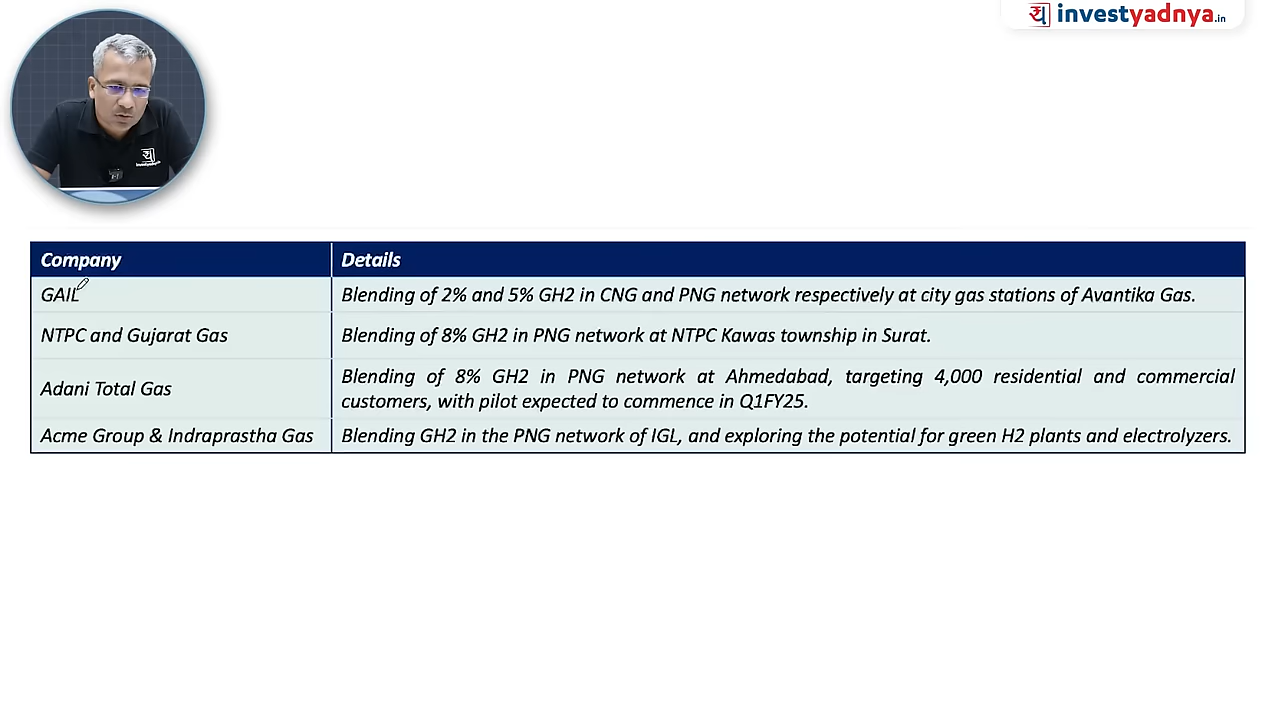 investyadnya.in
Company Details
GAIL Blending of 2% and 5% GH2 in CNG and PNG network respectively at city gas stations of Avantika Gas.
NTPC and Gujarat Gas Blending of 8% GH2 in PNG network at NTPC Kawas township in Surat.
Adani Total Gas Blending of 8% GH2 in PNG network at Ahmedabad, targeting 4,000 residential and commercial
customers, with pilot expected to commence in Q1FY25.
Acme Group & Indraprastha Gas Blending GH2 in the PNG network of IGL, and exploring the potential for green H2 plants and electrolyzers.